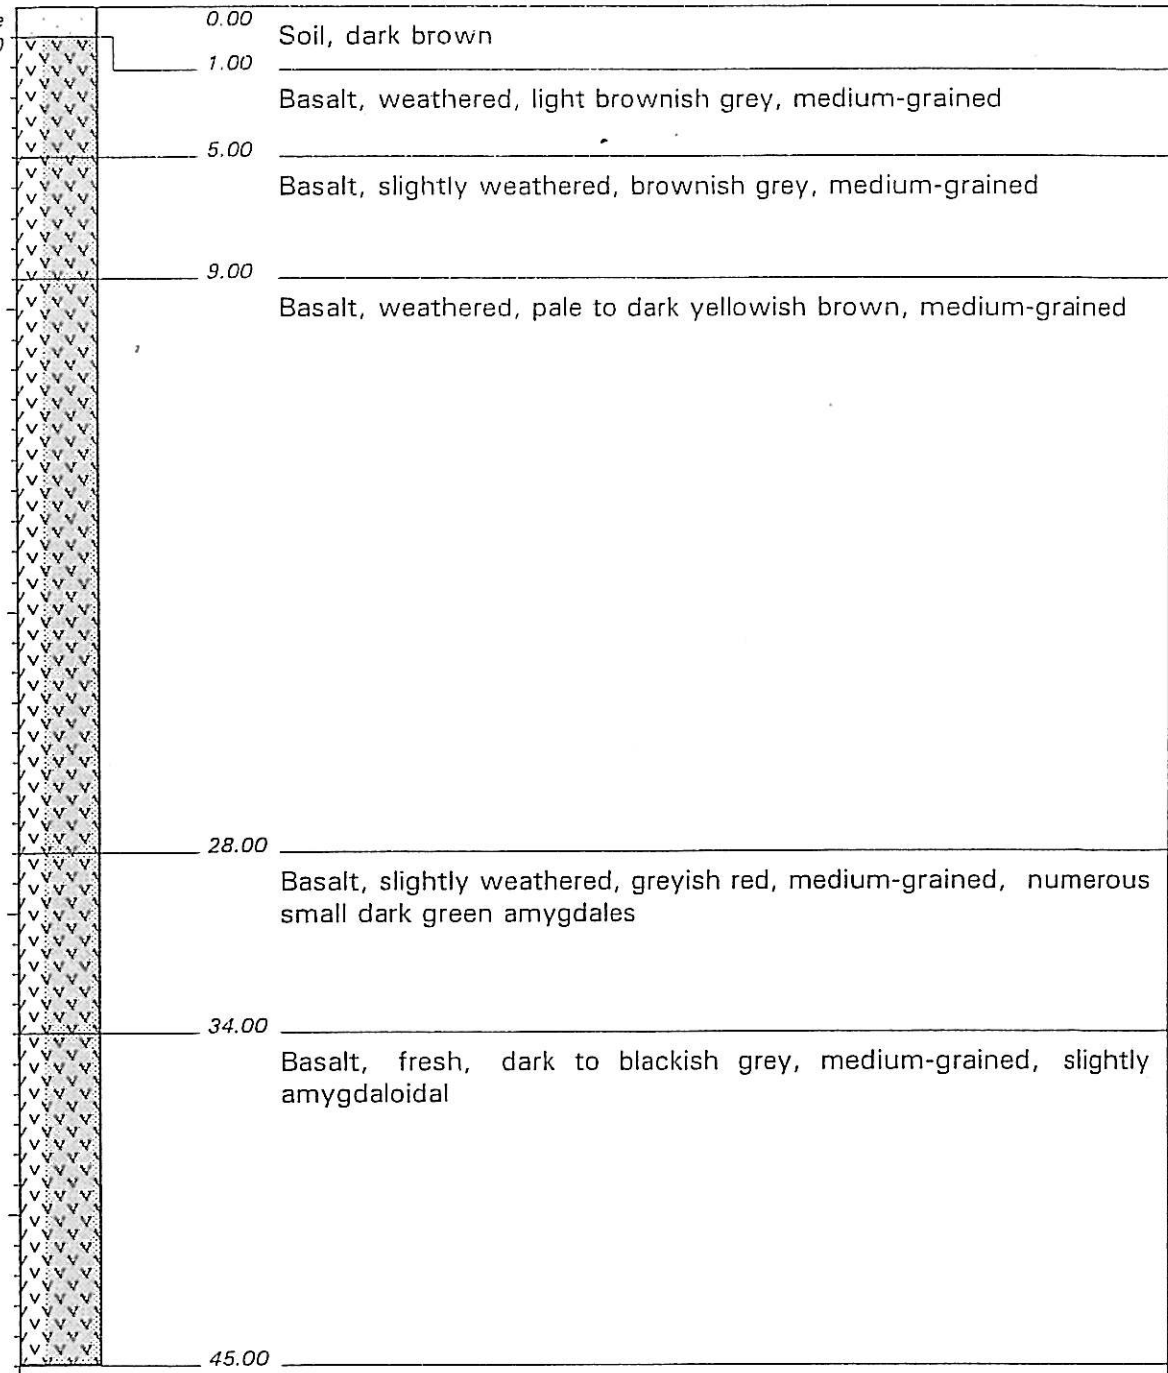 0.00
Soil, dark brown
1.00
Basalt, weathered, light brownish grey, medium-grained
5.00
Basalt, slightly weathered, brownish grey, medium-grained
9.00
Basalt, weathered, pale to dark yellowish brown, medium-grained
28.00
Basalt, slightly weathered, greyish red, medium-grained, numerous
small dark green amygdales
34.00
Basalt, fresh, dark to blackish grey, medium-grained, slightly
amygdaloidal
45.00